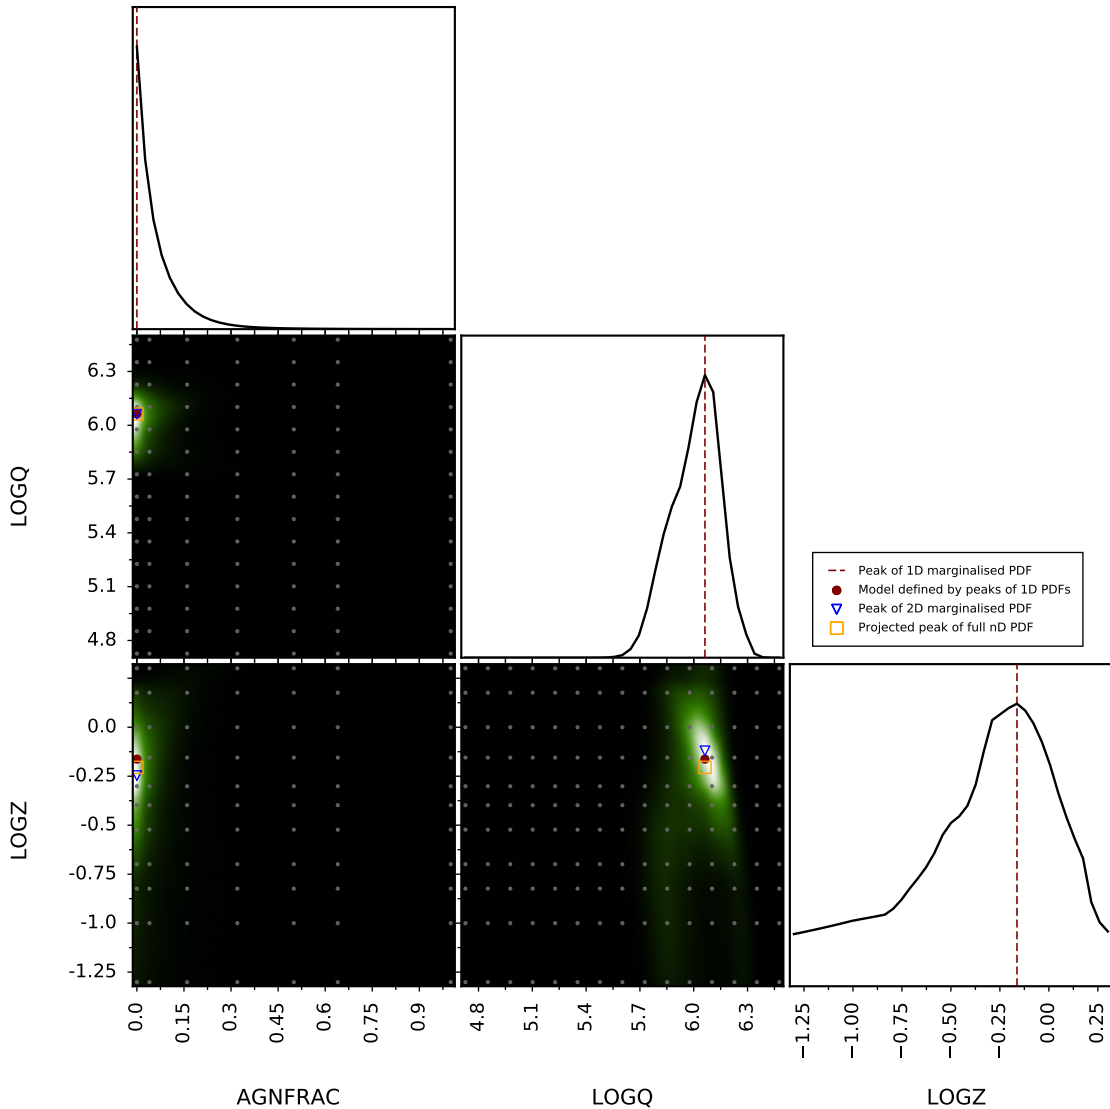 6.3
6.0
5.7
5.4
5.1
4.8
LOGQ
Peak of 1D marginalised PDF
Model defined by peaks of 1D PDFs
Peak of 2D marginalised PDF
Projected peak of full nD PDF
0.0
-0.25
-0.5
-0.75
-1.0
-1.25
LOGZ
0.0 0.15 0.3 0.45 0.6 0.75 0.9
4.8 5.1 5.4 5.7 6.0 6.3
−1.25 −1.00 −0.75 −0.50 −0.25 0.00 0.25
AGNFRAC LOGQ LOGZ